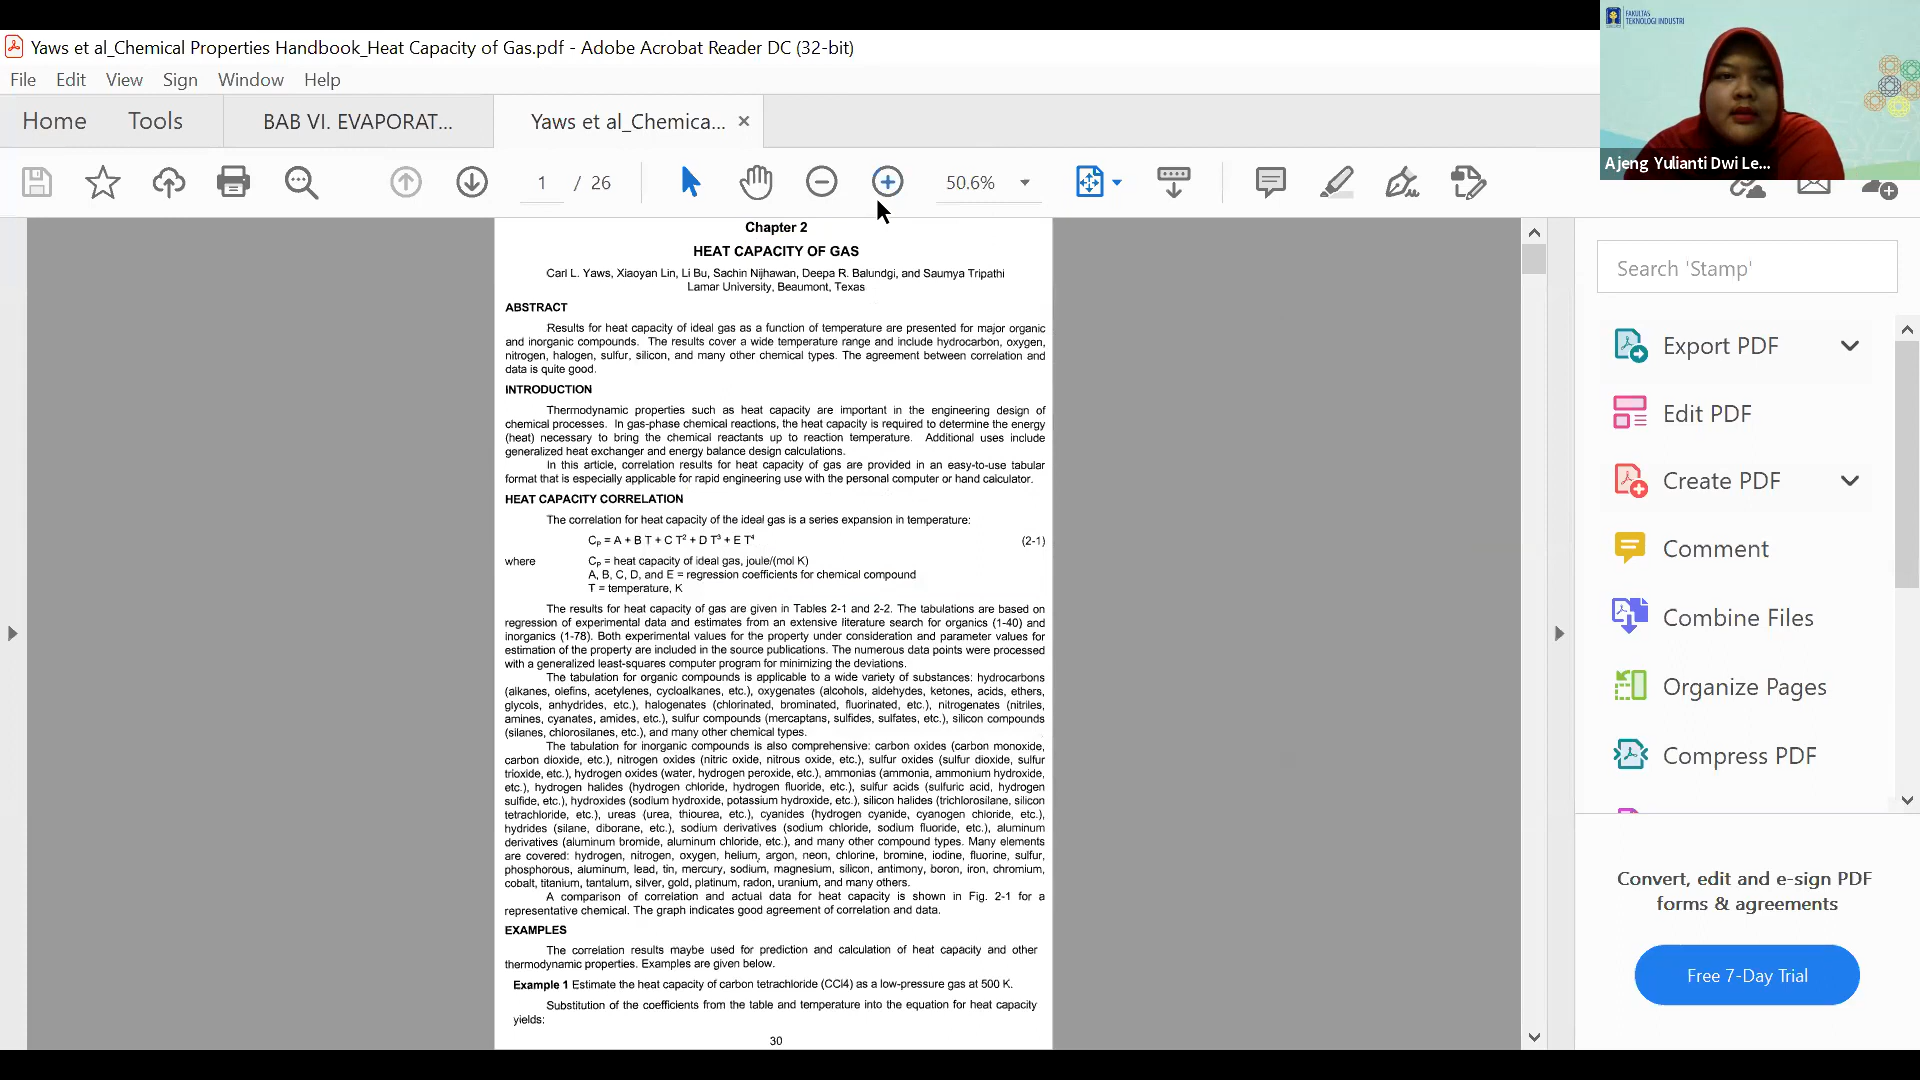 Yaws et al_Chemical Properties Handbook_Heat Capacity of Gas.pdf - Adobe Acrobat Reader DC (32-bit)
File Edit View Sign Window Help
Home Tools BAB VI. EVAPORAT... Yaws et al_Chemica... ×
1 / 26 50.6%
FAKULTAS
TEKNOLOGI INDUSTRI
Ajeng Yulianti Dwi Le...
Chapter 2
HEAT CAPACITY OF GAS
Carl L. Yaws, Xiaoyan Lin, Li Bu, Sachin Nijhawan, Deepa R. Balundgi, and Saumya Tripathi
Lamar University, Beaumont, Texas
ABSTRACT
Results for heat capacity of ideal gas as a function of temperature are presented for major organic
and inorganic compounds. The results cover a wide temperature range and include hydrocarbon, oxygen,
nitrogen, halogen, sulfur, silicon, and many other chemical types. The agreement between correlation and
data is quite good.
INTRODUCTION
Thermodynamic properties such as heat capacity are important in the engineering design of
chemical processes. In gas-phase chemical reactions, the heat capacity is required to determine the energy
(heat) necessary to bring the chemical reactants up to reaction temperature. Additional uses include
generalized heat exchanger and energy balance design calculations.
In this article, correlation results for heat capacity of gas are provided in an easy-to-use tabular
format that is especially applicable for rapid engineering use with the personal computer or hand calculator.
HEAT CAPACITY CORRELATION
The correlation for heat capacity of the ideal gas is a series expansion in temperature:
Cₚ = A + B T + C T² + D T³ + E T⁴ (2-1)
where Cₚ = heat capacity of ideal gas, joule/(mol K)
A, B, C, D, and E = regression coefficients for chemical compound
T = temperature, K
The results for heat capacity of gas are given in Tables 2-1 and 2-2. The tabulations are based on
regression of experimental data and estimates from an extensive literature search for organics (1-40) and
inorganics (1-78). Both experimental values for the property under consideration and parameter values for
estimation of the property are included in the source publications. The numerous data points were processed
with a generalized least-squares computer program for minimizing the deviations.
The tabulation for organic compounds is applicable to a wide variety of substances: hydrocarbons
(alkanes, olefins, acetylenes, cycloalkanes, etc.), oxygenates (alcohols, aldehydes, ketones, acids, ethers,
glycols, anhydrides, etc.), halogenates (chlorinated, brominated, fluorinated, etc.), nitrogenates (nitriles,
amines, cyanates, amides, etc.), sulfur compounds (mercaptans, sulfides, sulfates, etc.), silicon compounds
(silanes, chlorosilanes, etc.), and many other chemical types.
The tabulation for inorganic compounds is also comprehensive: carbon oxides (carbon monoxide,
carbon dioxide, etc.), nitrogen oxides (nitric oxide, nitrous oxide, etc.), sulfur oxides (sulfur dioxide, sulfur
trioxide, etc.), hydrogen oxides (water, hydrogen peroxide, etc.), ammonias (ammonia, ammonium hydroxide,
etc.), hydrogen halides (hydrogen chloride, hydrogen fluoride, etc.), sulfur acids (sulfuric acid, hydrogen
sulfide, etc.), hydroxides (sodium hydroxide, potassium hydroxide, etc.), silicon halides (trichlorosilane, silicon
tetrachloride, etc.), ureas (urea, thiourea, etc.), cyanides (hydrogen cyanide, cyanogen chloride, etc.),
hydrides (silane, diborane, etc.), sodium derivatives (sodium chloride, sodium fluoride, etc.), aluminum
derivatives (aluminum bromide, aluminum chloride, etc.), and many other compound types. Many elements
are covered: hydrogen, nitrogen, oxygen, helium, argon, neon, chlorine, bromine, iodine, fluorine, sulfur,
phosphorous, aluminum, lead, tin, mercury, sodium, magnesium, silicon, antimony, boron, iron, chromium,
cobalt, titanium, tantalum, silver, gold, platinum, radon, uranium, and many others.
A comparison of correlation and actual data for heat capacity is shown in Fig. 2-1 for a
representative chemical. The graph indicates good agreement of correlation and data.
EXAMPLES
The correlation results maybe used for prediction and calculation of heat capacity and other
thermodynamic properties. Examples are given below.
Example 1 Estimate the heat capacity of carbon tetrachloride (CCl4) as a low-pressure gas at 500 K.
Substitution of the coefficients from the table and temperature into the equation for heat capacity
yields:
30
Search 'Stamp'
Export PDF
Edit PDF
Create PDF
Comment
Combine Files
Organize Pages
Compress PDF
Convert, edit and e-sign PDF
forms & agreements
Free 7-Day Trial